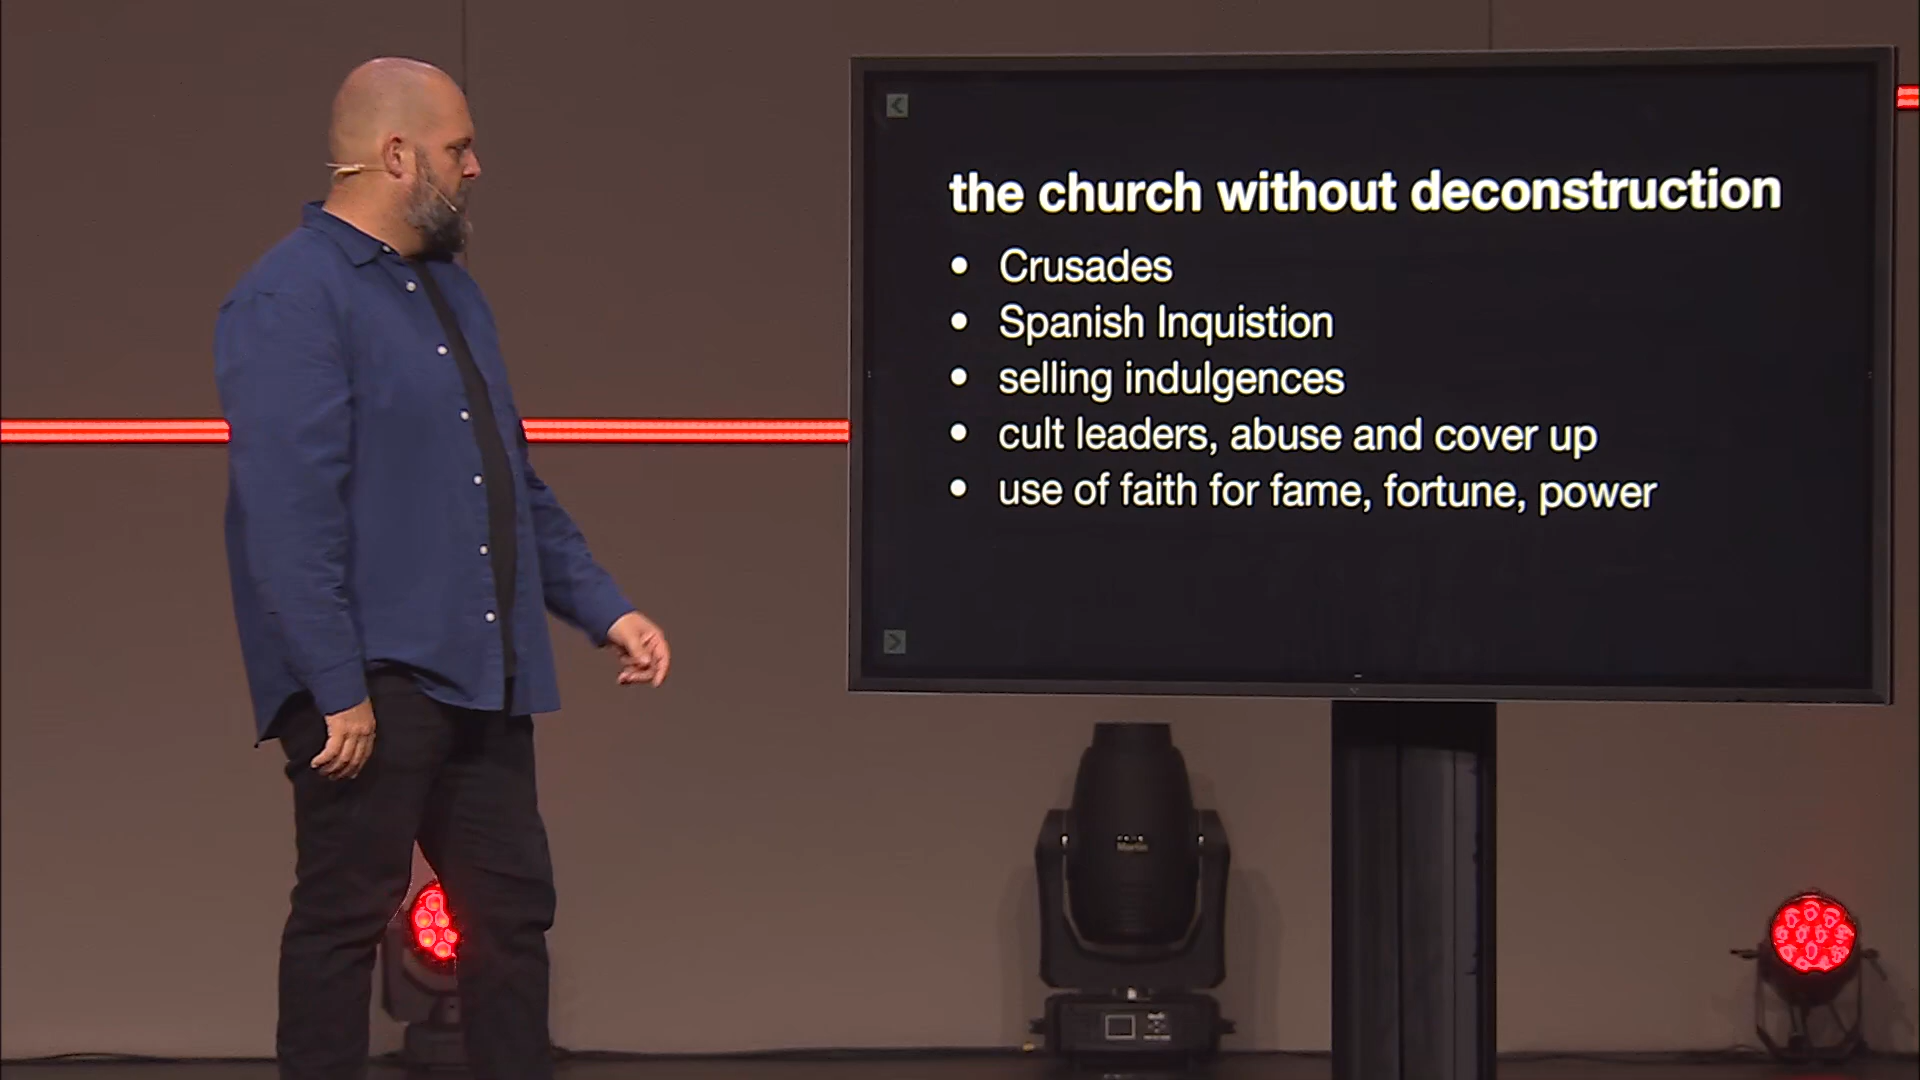 the church without deconstruction
• Crusades
• Spanish Inquistion
• selling indulgences
• cult leaders, abuse and cover up
• use of faith for fame, fortune, power
Martin